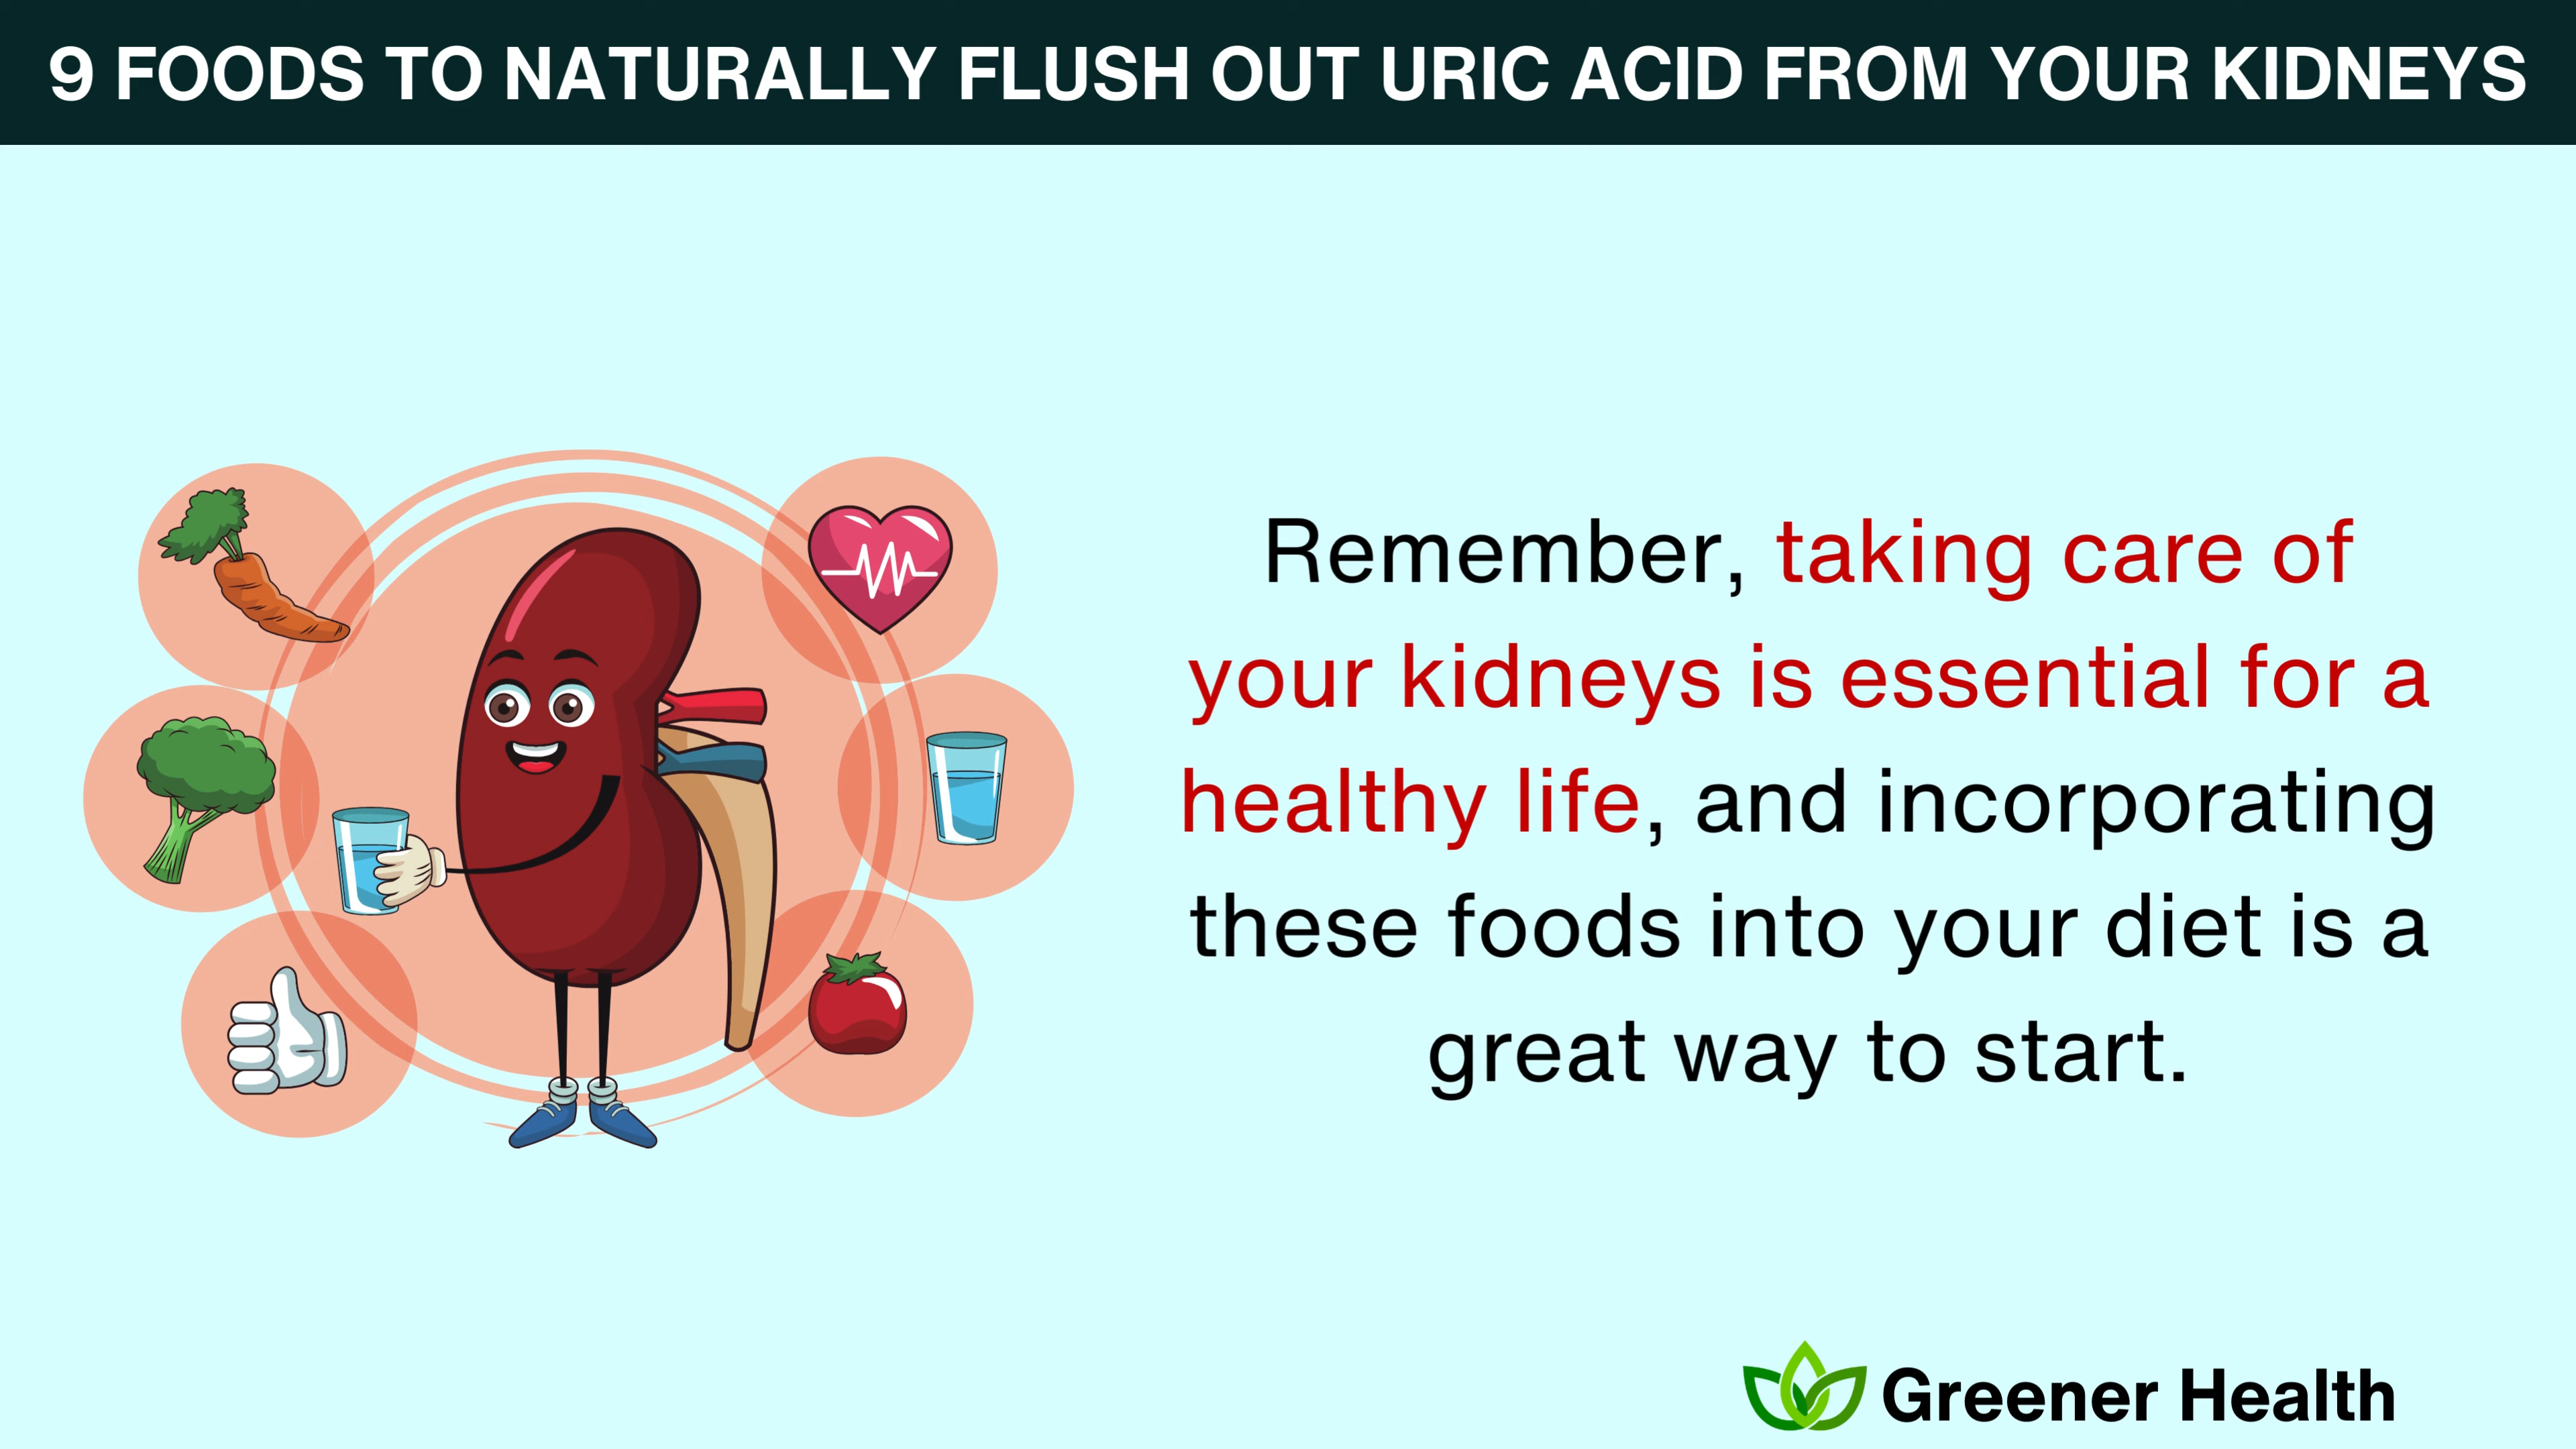 9 FOODS TO NATURALLY FLUSH OUT URIC ACID FROM YOUR KIDNEYS
Remember, taking care of
your kidneys is essential for a
healthy life, and incorporating
these foods into your diet is a
great way to start.
Greener Health